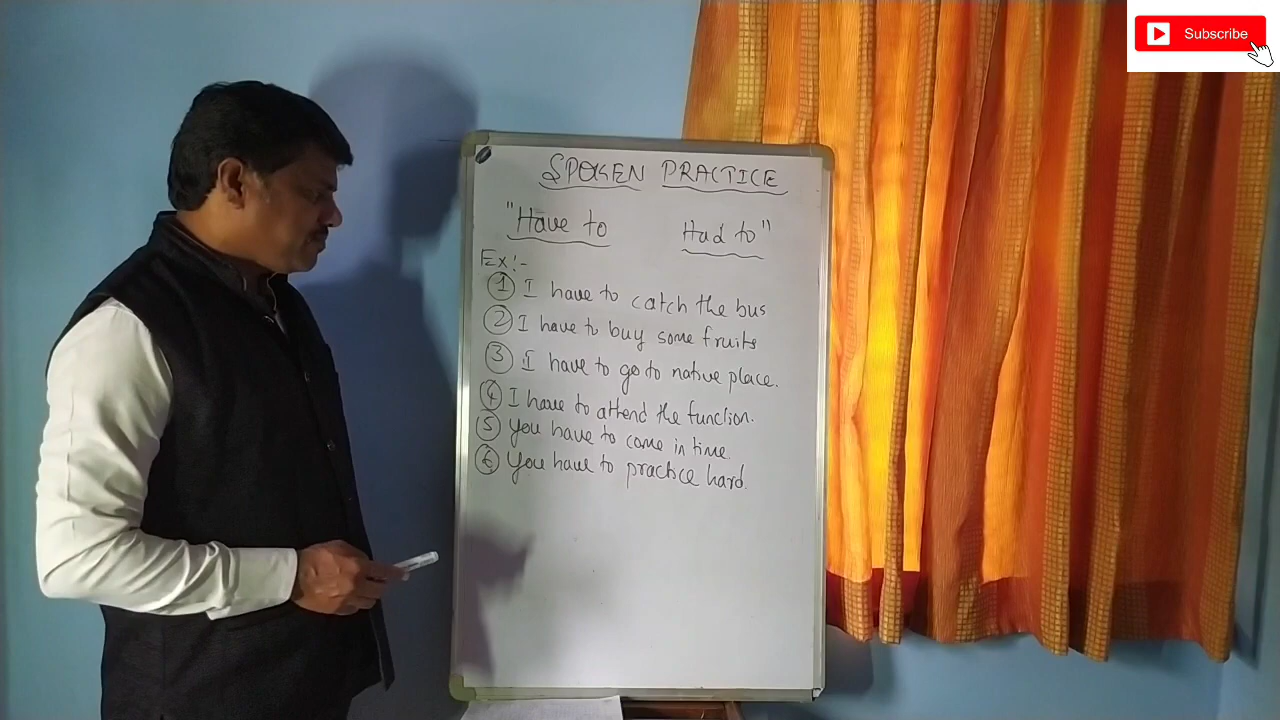 Subscribe
SPOKEN PRACTICE
"Have to Had to"
Ex:-
1 I have to catch the bus
2 I have to buy some fruits
3 I have to go to native place.
4 I have to attend the function.
5 You have to come in time.
6 You have to practice hard.